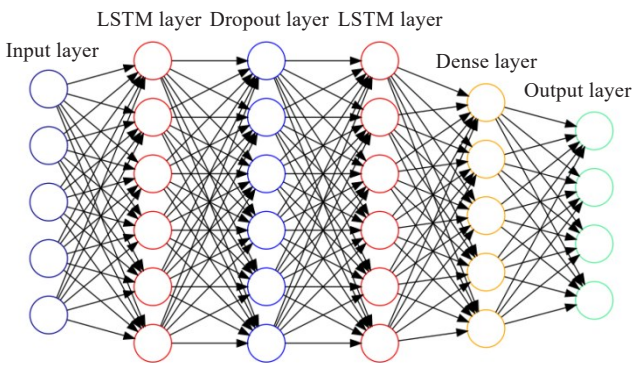 Input layer
LSTM layer
Dropout layer
LSTM layer
Dense layer
Output layer